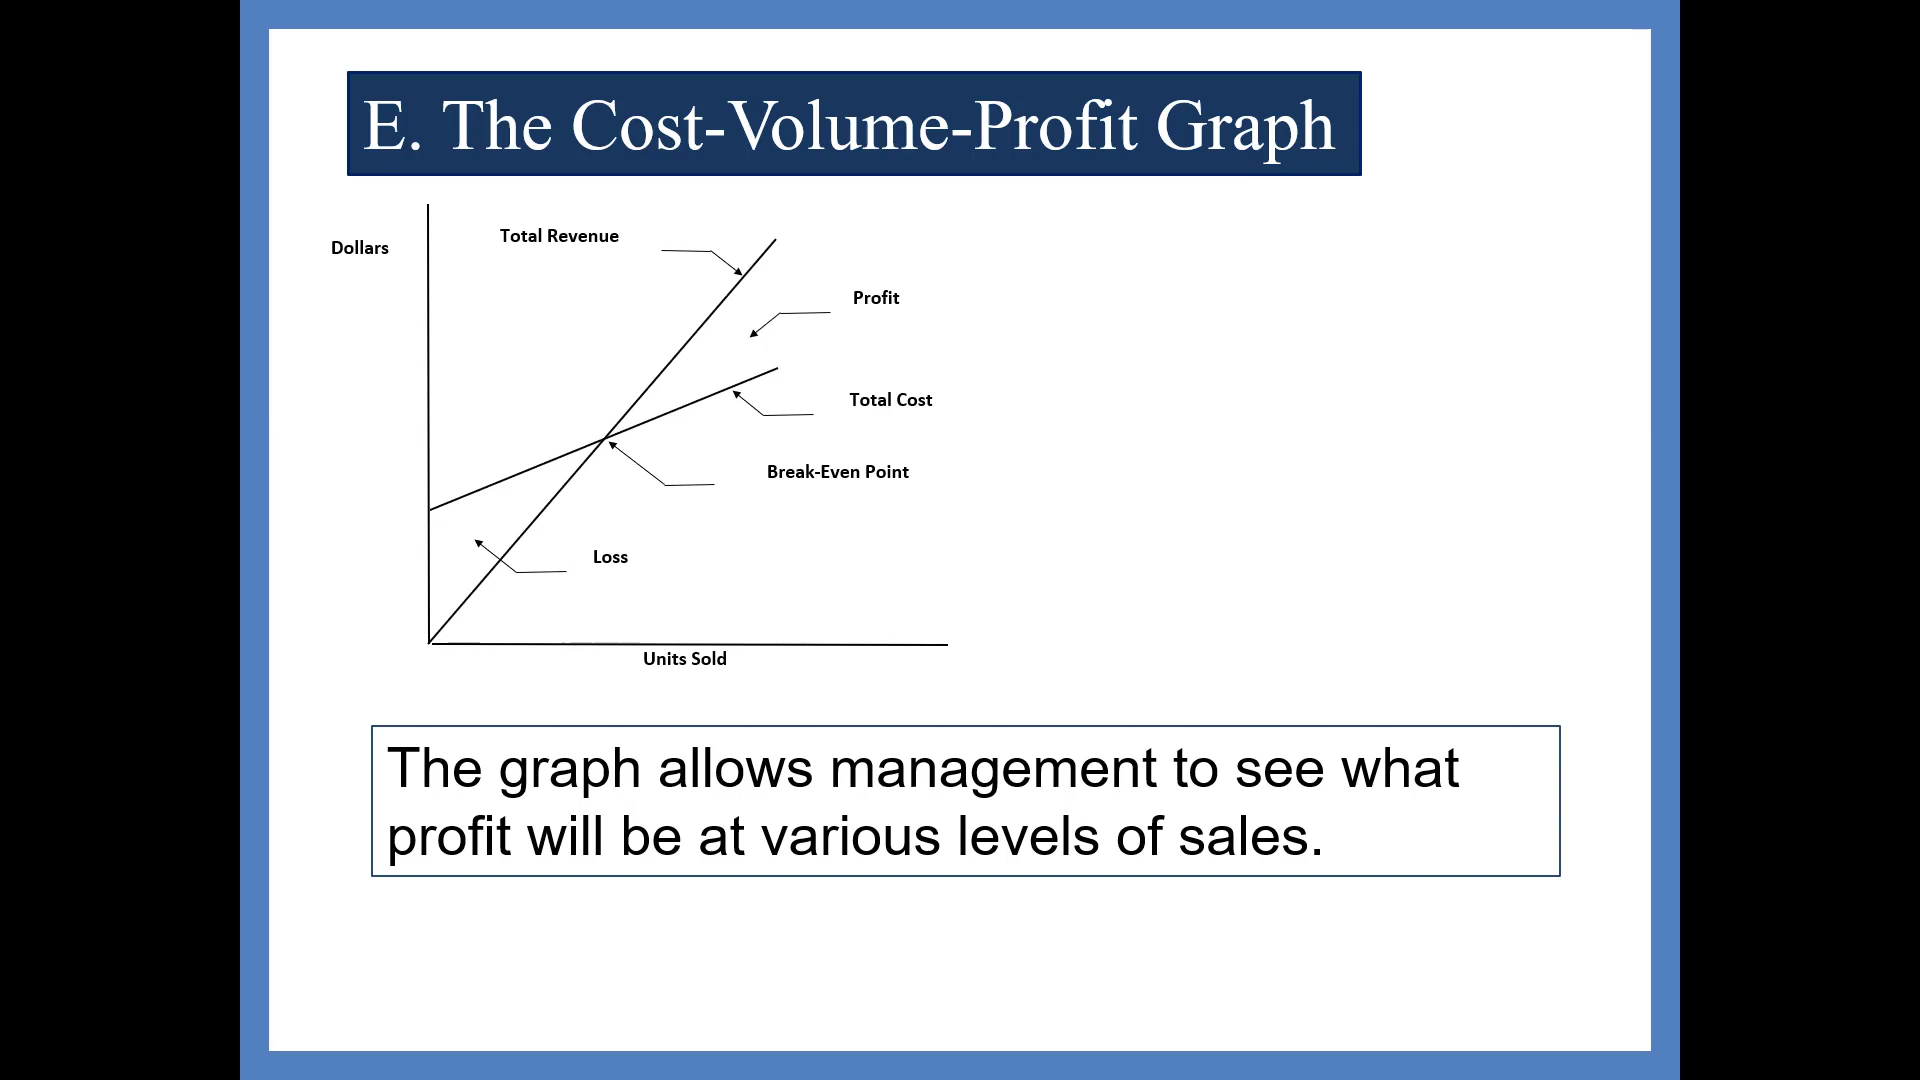 E. The Cost-Volume-Profit Graph
Total Revenue
Dollars
Profit
Total Cost
Break-Even Point
Loss
Units Sold
The graph allows management to see what
profit will be at various levels of sales.